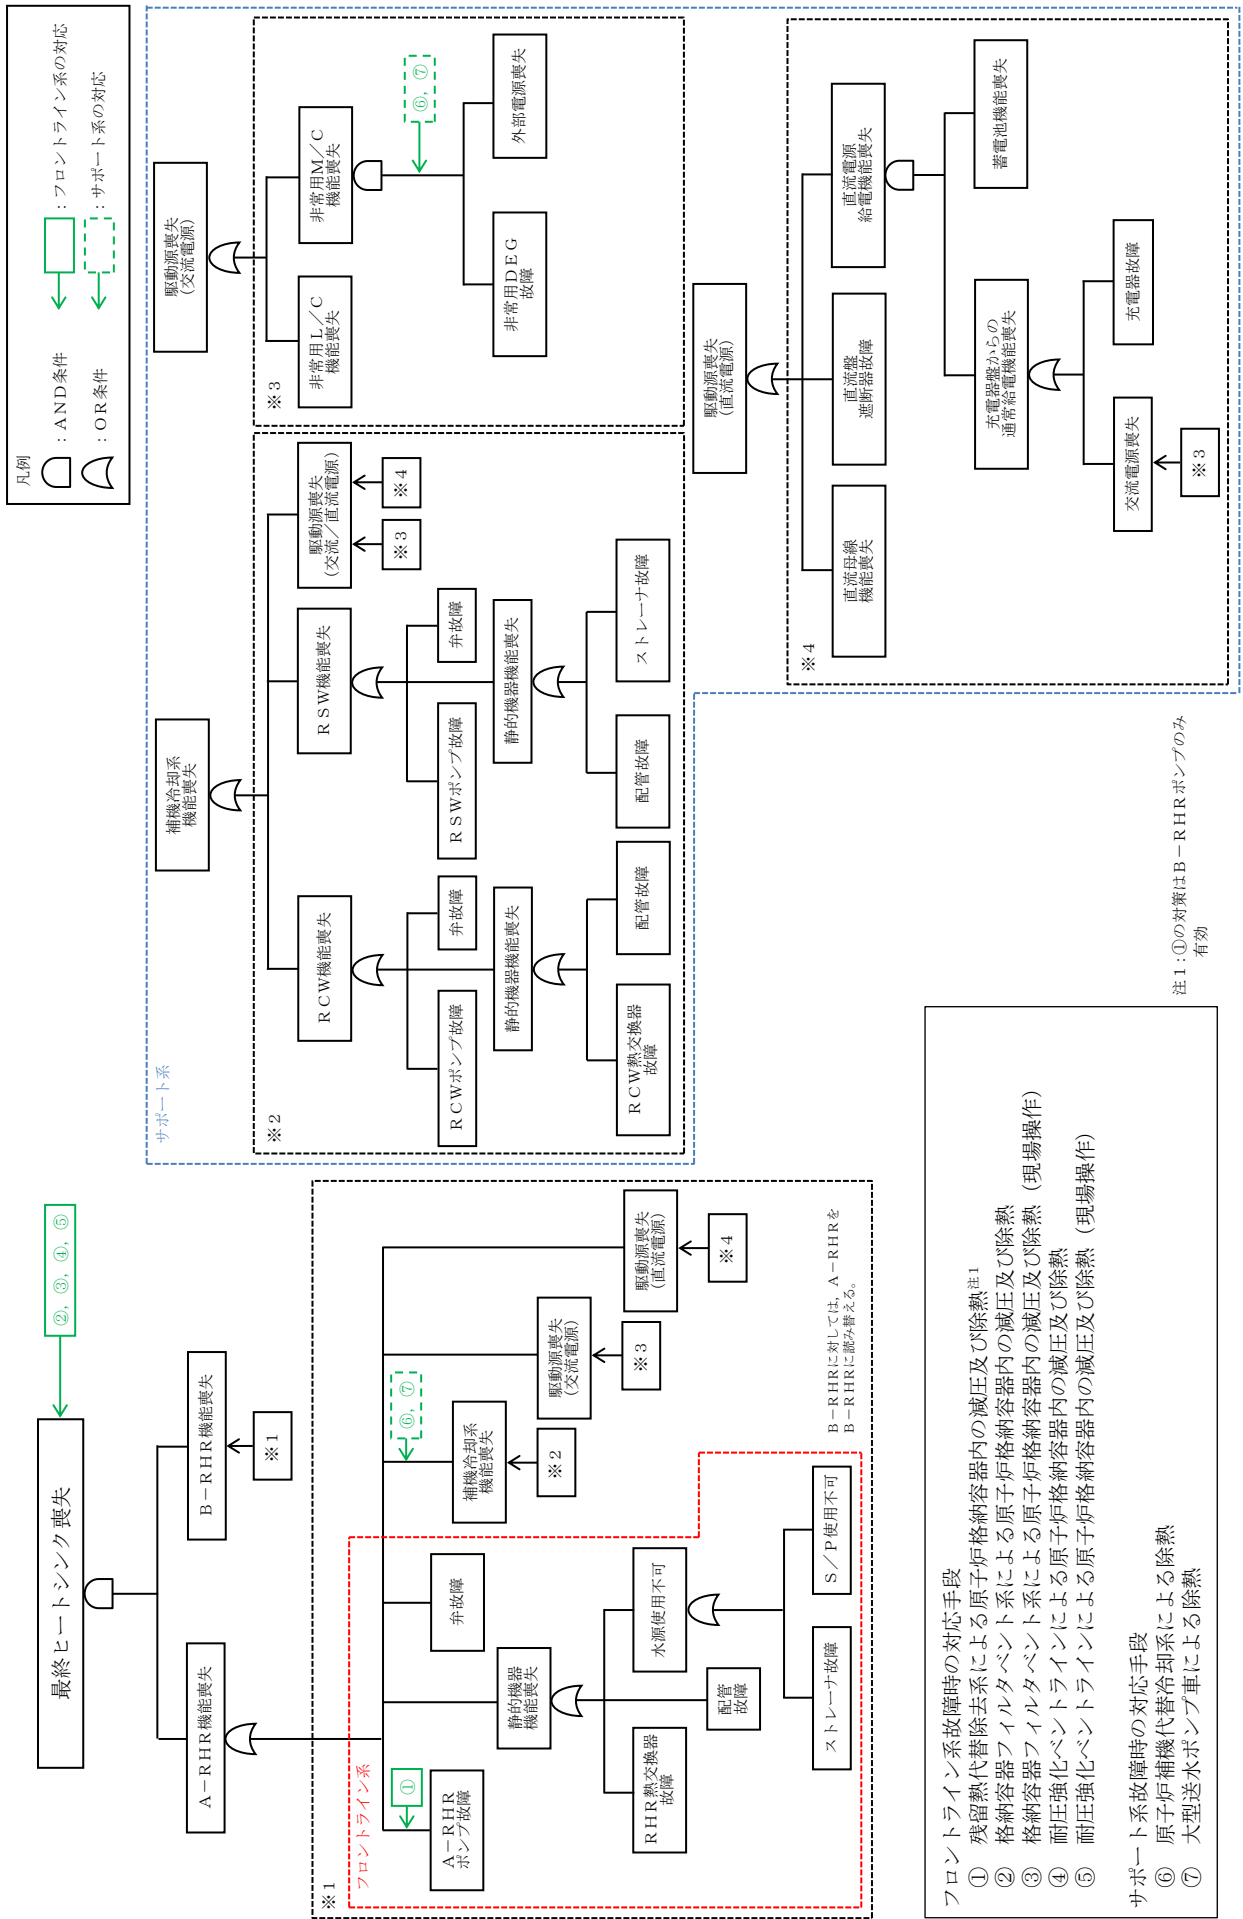 最終ヒートシンク喪失
②, ③, ④, ⑤
A－RHR機能喪失
B－RHR機能喪失
※1
※1
フロントライン系
①
A－RHR
ポンプ故障
静的機器
機能喪失
弁故障
RHR熱交換器
故障
配管
故障
水源使用不可
ストレーナ故障
S／P使用不可
⑥, ⑦
補機冷却系
機能喪失
※2
駆動源喪失
(交流電源)
※3
駆動源喪失
(直流電源)
※4
B－RHRに対しては，A－RHRを
B－RHRに読み替える。
サポート系
補機冷却系
機能喪失
※2
RCW機能喪失
RCWポンプ故障
弁故障
静的機器機能喪失
RCW熱交換器
故障
配管故障
RSW機能喪失
RSWポンプ故障
弁故障
静的機器機能喪失
配管故障
ストレーナ故障
駆動源喪失
(交流／直流電源)
※3
※4
駆動源喪失
(交流電源)
※3
非常用L／C
機能喪失
非常用M／C
機能喪失
⑥, ⑦
非常用DEG
故障
外部電源喪失
駆動源喪失
(直流電源)
※4
直流母線
機能喪失
直流盤
遮断器故障
直流電源
給電機能喪失
充電器盤からの
通常給電機能喪失
蓄電池機能喪失
交流電源喪失
※3
充電器故障
凡例
：AND条件
：OR条件
：フロントライン系の対応
：サポート系の対応
フロントライン系故障時の対応手段
① 残留熱代替除去系による原子炉格納容器内の減圧及び除熱注1
② 格納容器フィルタベント系による原子炉格納容器内の減圧及び除熱
③ 格納容器フィルタベント系による原子炉格納容器内の減圧及び除熱（現場操作）
④ 耐圧強化ベントラインによる原子炉格納容器内の減圧及び除熱
⑤ 耐圧強化ベントラインによる原子炉格納容器内の減圧及び除熱（現場操作）
サポート系故障時の対応手段
⑥ 原子炉補機代替冷却系による除熱
⑦ 大型送水ポンプ車による除熱
注1：①の対策はB－RHRポンプのみ
有効